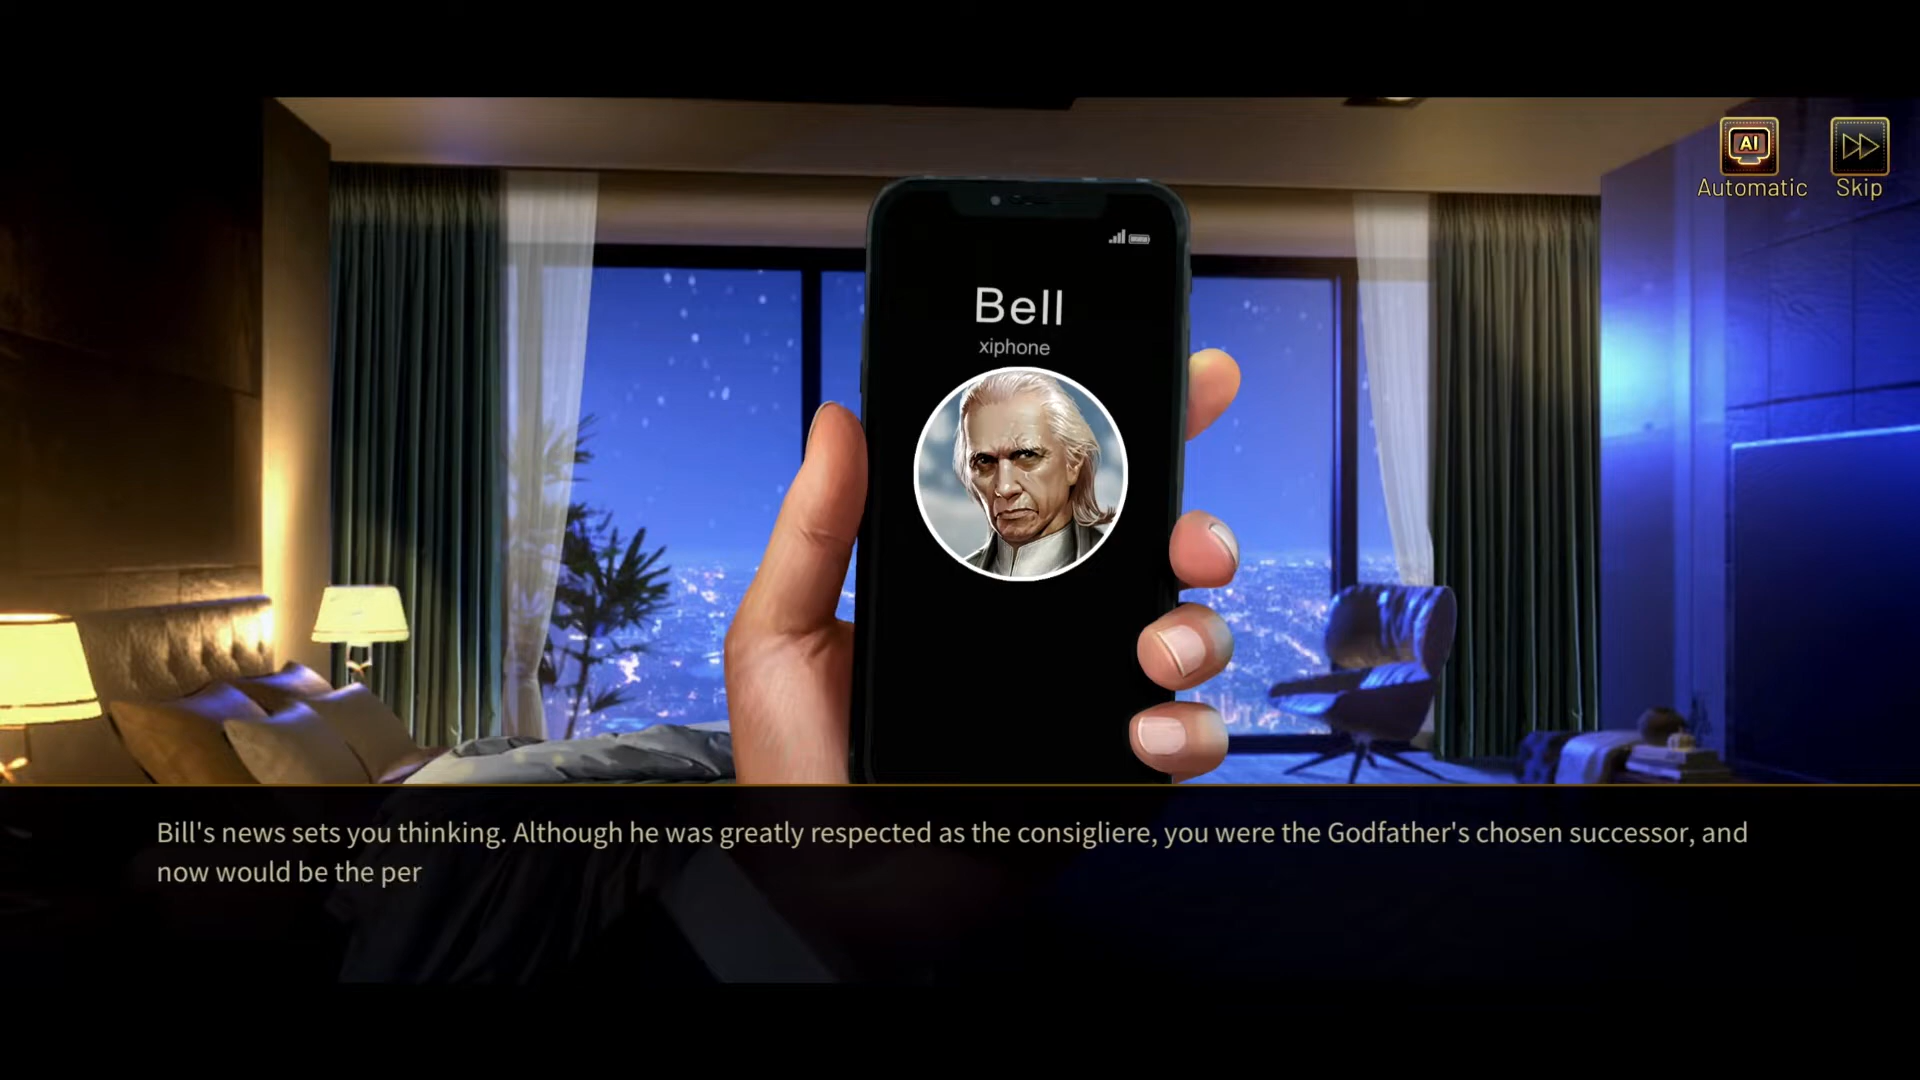 AI
Automatic
Skip
Bell
xiphone
Bill's news sets you thinking. Although he was greatly respected as the consigliere, you were the Godfather's chosen successor, and
now would be the per